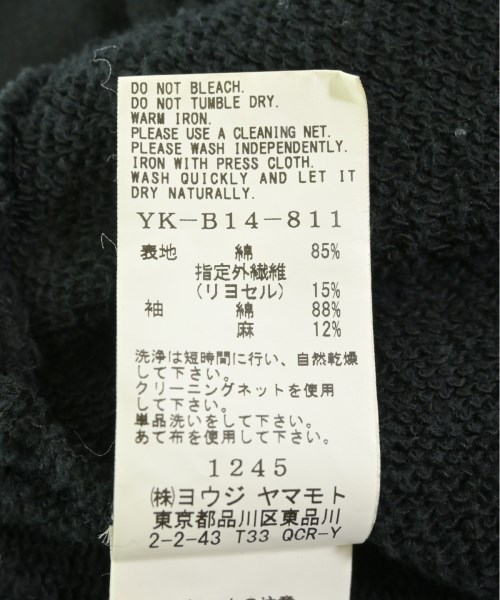 DO NOT BLEACH.
DO NOT TUMBLE DRY.
WARM IRON.
PLEASE USE A CLEANING NET.
PLEASE WASH INDEPENDENTLY.
IRON WITH PRESS CLOTH.
WASH QUICKLY AND LET IT
DRY NATURALLY.
YK-B14-811
表地 綿 85%
指定外繊維
(リヨセル) 15%
袖 綿 88%
麻 12%
洗浄は短時間に行い、自然乾燥
して下さい。
クリーニングネットを使用
して下さい。
単品洗いをして下さい。
あて布を使用して下さい。
1245
㈱ヨウジ ヤマモト
東京都品川区東品川
2-2-43 T33 QCR-Y